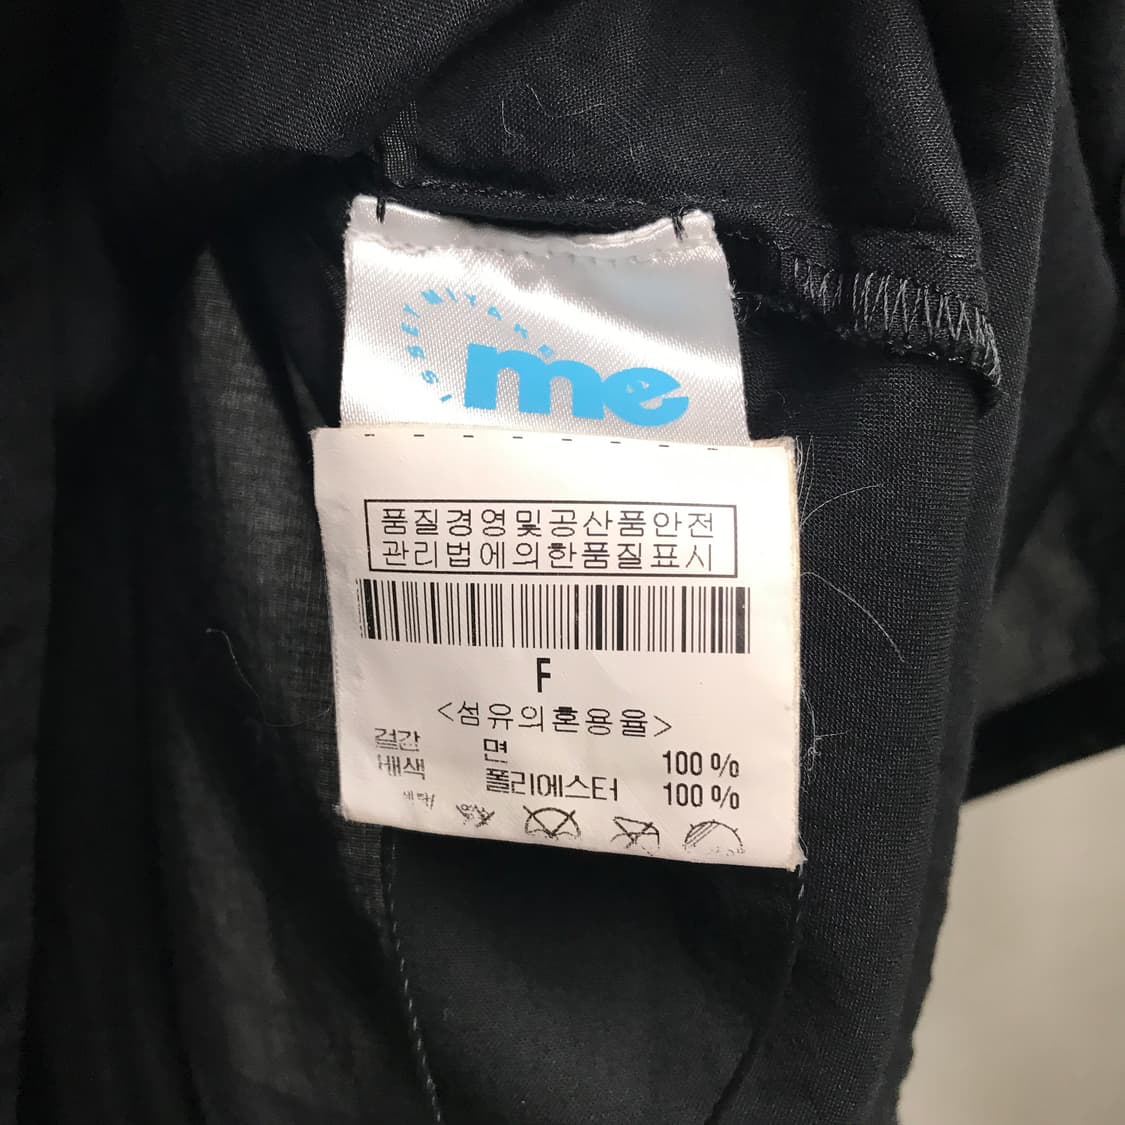 ISSEY MIYAKE
me
품질경영및공산품안전
관리법에의한품질표시
F
<섬유의혼용율>
겉감 면 100 %
배색 폴리에스터 100 %